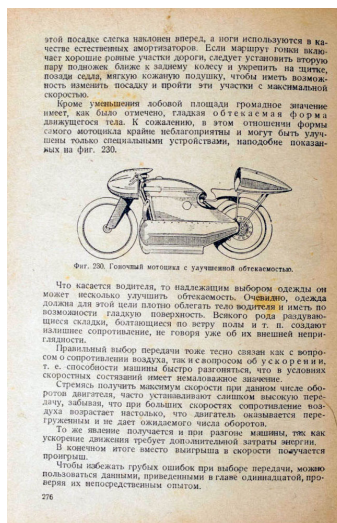 этой посадке слегка наклонен вперед, а ноги используются в ка-
честве естественных амортизаторов. Если маршрут гонки вклю-
чает хорошие ровные участки дороги, следует установить вторую
пару подножек ближе к заднему колесу и укрепить на щитке,
позади седла, мягкую кожаную подушку, чтобы иметь возмож-
ность изменить посадку и пройти эти участки с максимальной
скоростью.
Кроме уменьшения лобовой площади громадное значение
имеет, как было отмечено, гладкая обтекаемая форма
движущегося тела. К сожалению, в этом отношении формы
самого мотоцикла крайне неблагоприятны и могут быть улуч-
шены только специальными устройствами, наподобие показан-
ных на фиг. 230.
Фиг. 230. Гоночный мотоцикл с улучшенной обтекаемостью.
Что касается водителя, то надлежащим выбором одежды он
может несколько улучшить обтекаемость. Очевидно, одежда
должна для этой цели плотно облегать тело водителя и иметь по
возможности гладкую поверхность. Всякого рода раздуваю-
щиеся складки, болтающиеся по ветру полы и т. п. создают
излишнее сопротивление, не говоря уже об их внешней непри-
глядности.
Правильный выбор передачи тоже тесно связан как с вопро-
сом о сопротивлении воздуха, так и с вопросом об ускорении,
т. е. способности машины быстро разгоняться, что в условиях
скоростных состязаний имеет немаловажное значение.
Стремясь получить максимум скорости при данном числе обо-
ротов двигателя, часто устанавливают слишком высокую пере-
дачу, забывая, что при больших скоростях сопротивление воз-
духа возрастает настолько, что двигатель оказывается пере-
груженным и не дает ожидаемого числа оборотов.
То же явление получается и при разгоне машины, так как
ускорение движения требует дополнительной затраты энергии.
В конечном итоге вместо выигрыша в скорости получается
проигрыш.
Чтобы избежать грубых ошибок при выборе передачи, можно
пользоваться данными, приведенными в главе одиннадцатой, про-
веряя их непосредственным опытом.
276